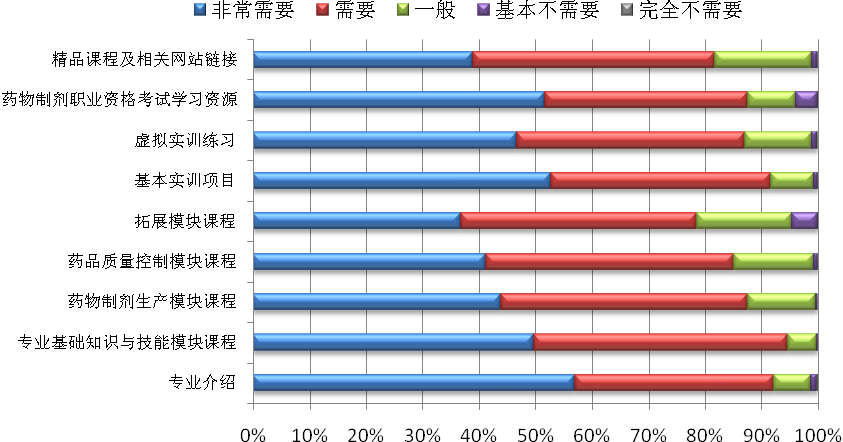 非常需要 需要 一般 基本不需要 完全不需要
精品课程及相关网站链接
药物制剂职业资格考试学习资源
虚拟实训练习
基本实训项目
拓展模块课程
药品质量控制模块课程
药物制剂生产模块课程
专业基础知识与技能模块课程
专业介绍
0% 10% 20% 30% 40% 50% 60% 70% 80% 90% 100%